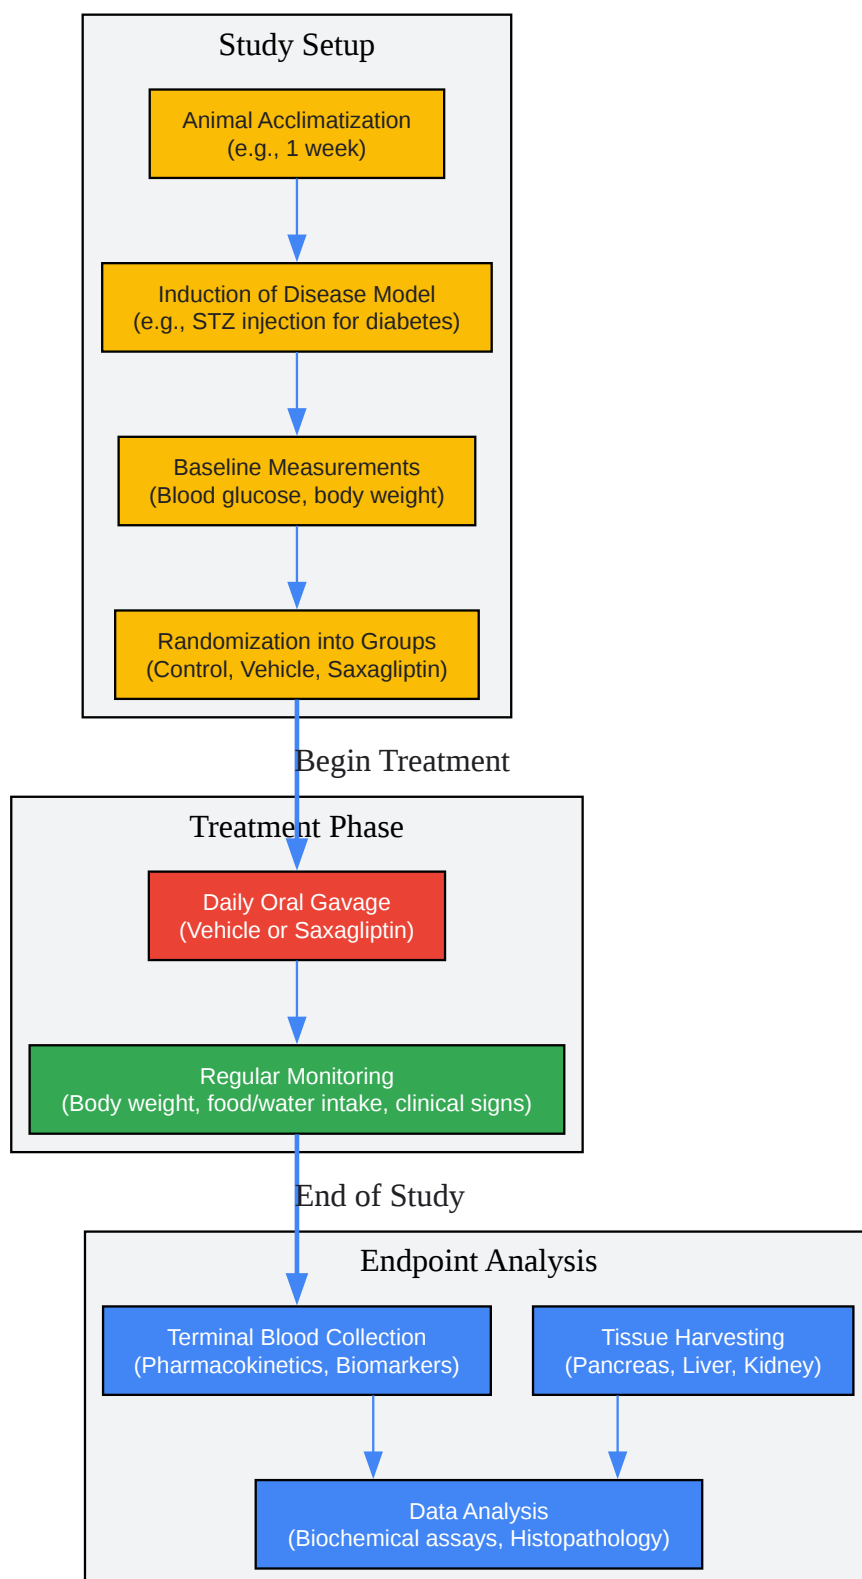 Study Setup
Animal Acclimatization
(e.g., 1 week)
Induction of Disease Model
(e.g., STZ injection for diabetes)
Baseline Measurements
(Blood glucose, body weight)
Randomization into Groups
(Control, Vehicle, Saxagliptin)
Begin Treatment
Treatment Phase
Daily Oral Gavage
(Vehicle or Saxagliptin)
Regular Monitoring
(Body weight, food/water intake, clinical signs)
End of Study
Endpoint Analysis
Terminal Blood Collection
(Pharmacokinetics, Biomarkers)
Tissue Harvesting
(Pancreas, Liver, Kidney)
Data Analysis
(Biochemical assays, Histopathology)